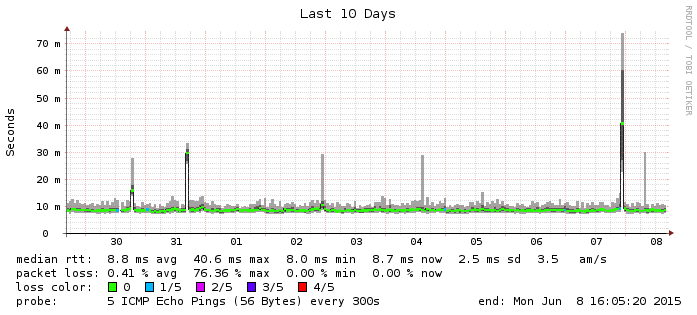 Last 10 Days
RRDTOOL / TOBI OETIKER
Seconds
70 m
60 m
50 m
40 m
30 m
20 m
10 m
0
30 31 01 02 03 04 05 06 07 08
median rtt: 8.8 ms avg 40.6 ms max 8.0 ms min 8.7 ms now 2.5 ms sd 3.5 am/s
packet loss: 0.41 % avg 76.36 % max 0.00 % min 0.00 % now
loss color: 0 1/5 2/5 3/5 4/5
probe: 5 ICMP Echo Pings (56 Bytes) every 300s end: Mon Jun 8 16:05:20 2015